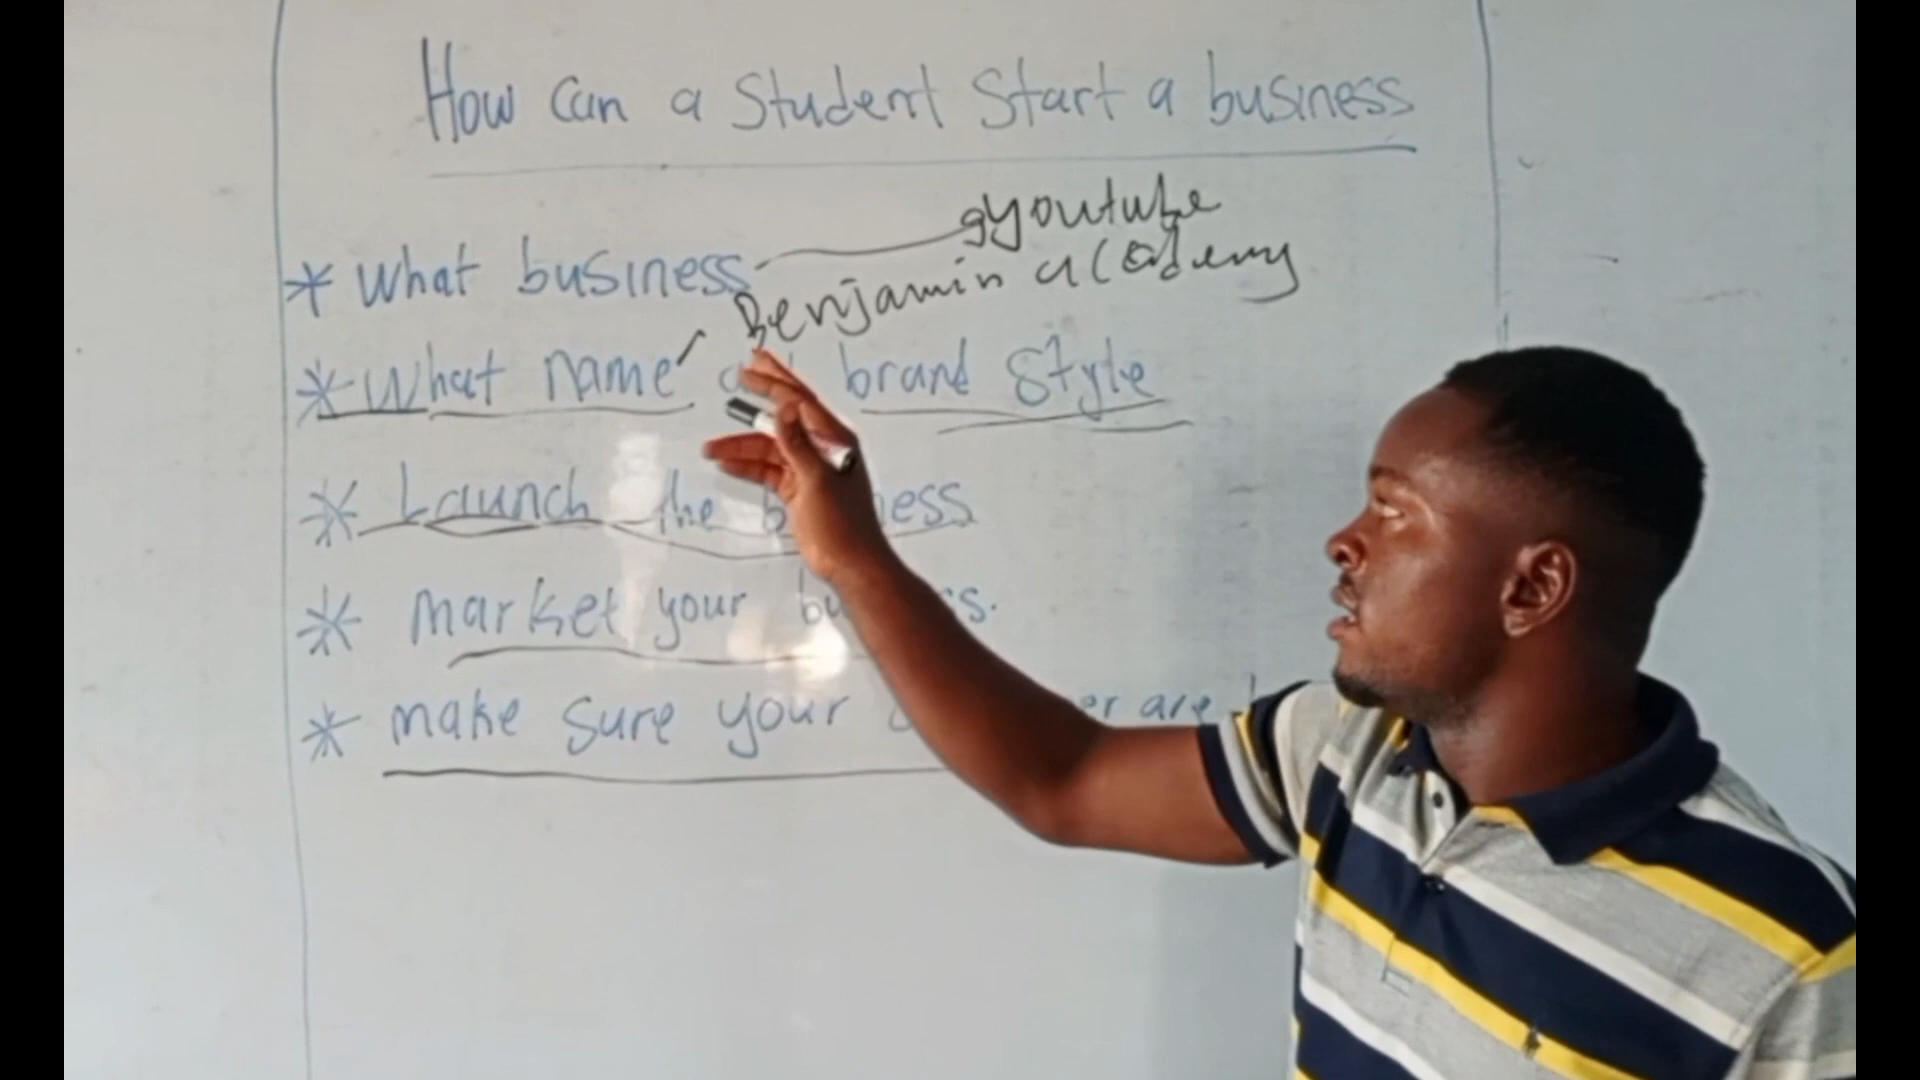 How can a Student Start a business
youtube
* What business
Benjamin academy
* What name brand Style
* Launch the
* market your
* make sure your are